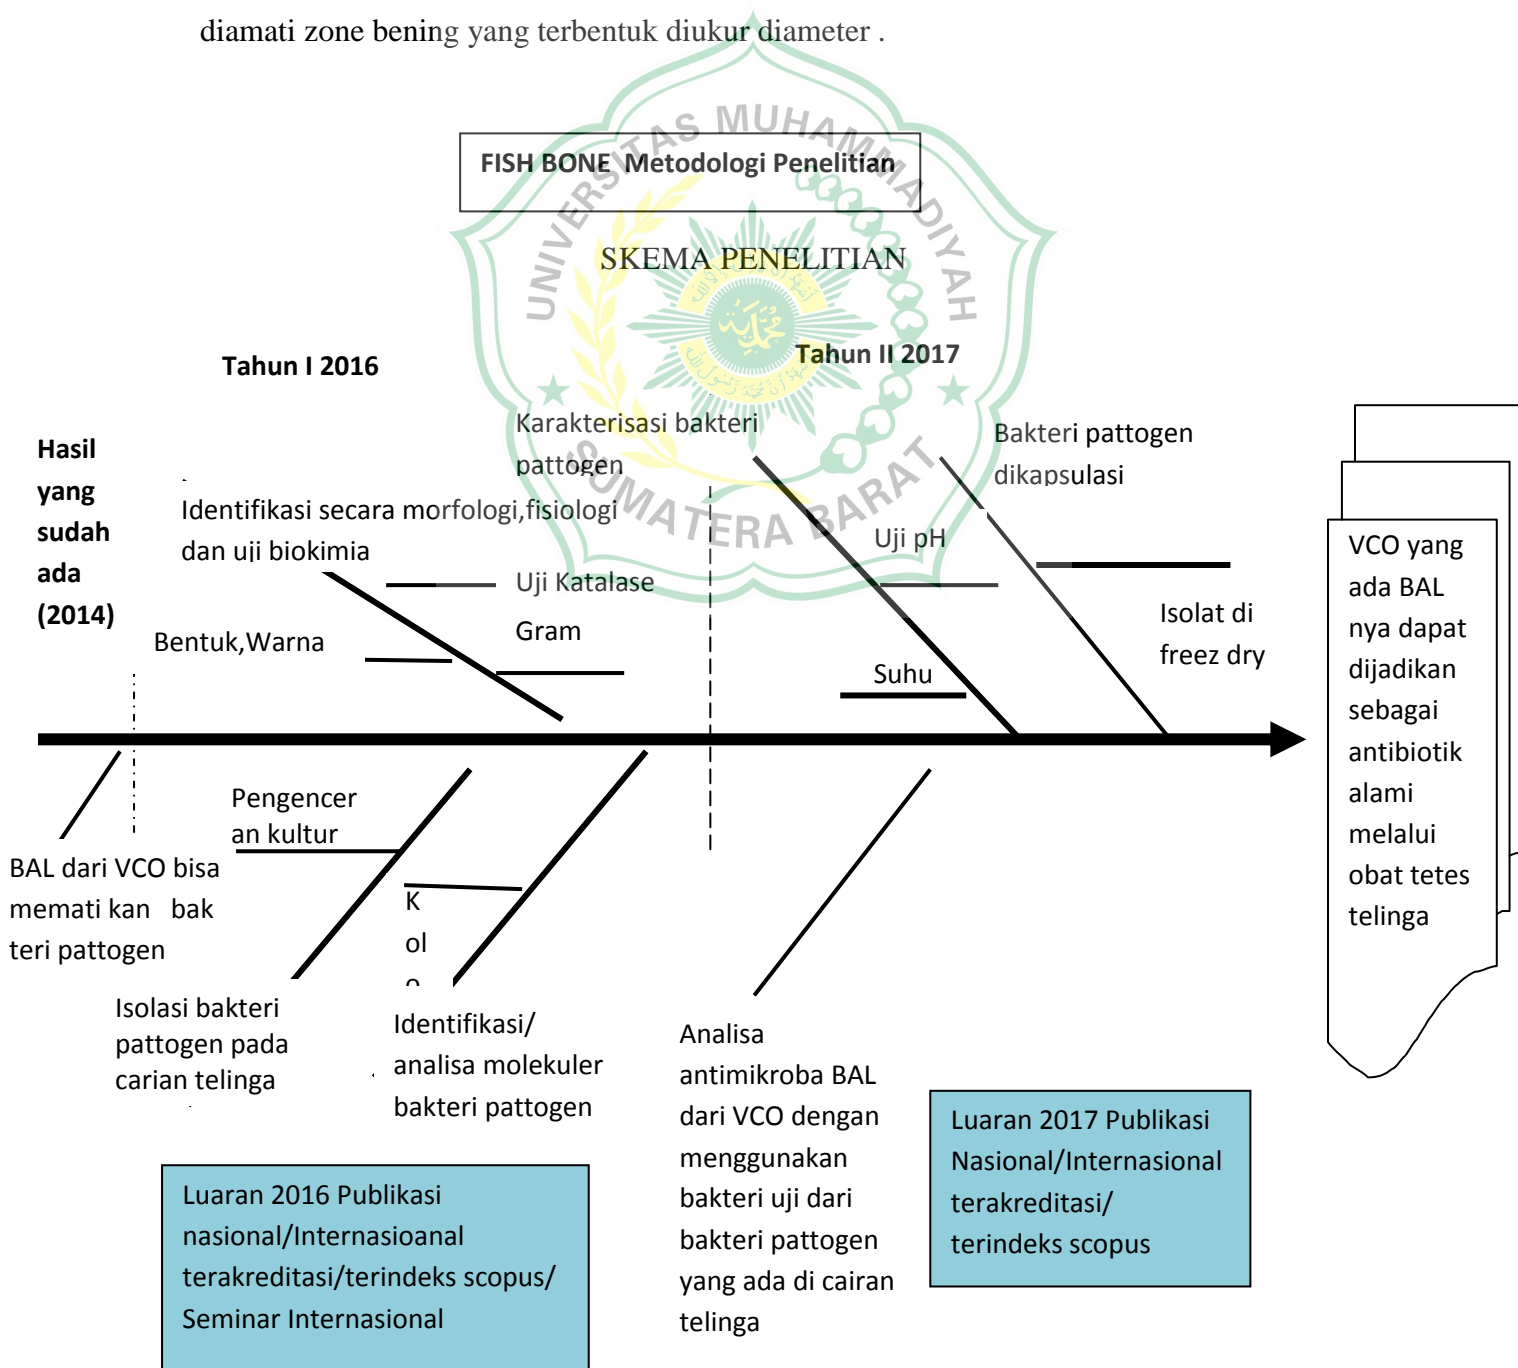 diamati zone bening yang terbentuk diukur diameter .
UNIVERSITAS MUHAMMADIYAH
SUMATERA BARAT
FISH BONE Metodologi Penelitian
SKEMA PENELITIAN
Tahun I 2016
Tahun II 2017
Hasil
yang
sudah
ada
(2014)
Karakterisasi bakteri
pattogen
Identifikasi secara morfologi,fisiologi
dan uji biokimia
Uji Katalase
Gram
Bentuk,Warna
Bakteri pattogen
dikapsulasi
Uji pH
Suhu
Isolat di
freez dry
VCO yang
ada BAL
nya dapat
dijadikan
sebagai
antibiotik
alami
melalui
obat tetes
telinga
Pengencer
an kultur
BAL dari VCO bisa
memati kan bak
teri pattogen
K
ol
o
Isolasi bakteri
pattogen pada
carian telinga
Identifikasi/
analisa molekuler
bakteri pattogen
Analisa
antimikroba BAL
dari VCO dengan
menggunakan
bakteri uji dari
bakteri pattogen
yang ada di cairan
telinga
Luaran 2016 Publikasi
nasional/Internasioanal
terakreditasi/terindeks scopus/
Seminar Internasional
Luaran 2017 Publikasi
Nasional/Internasional
terakreditasi/
terindeks scopus